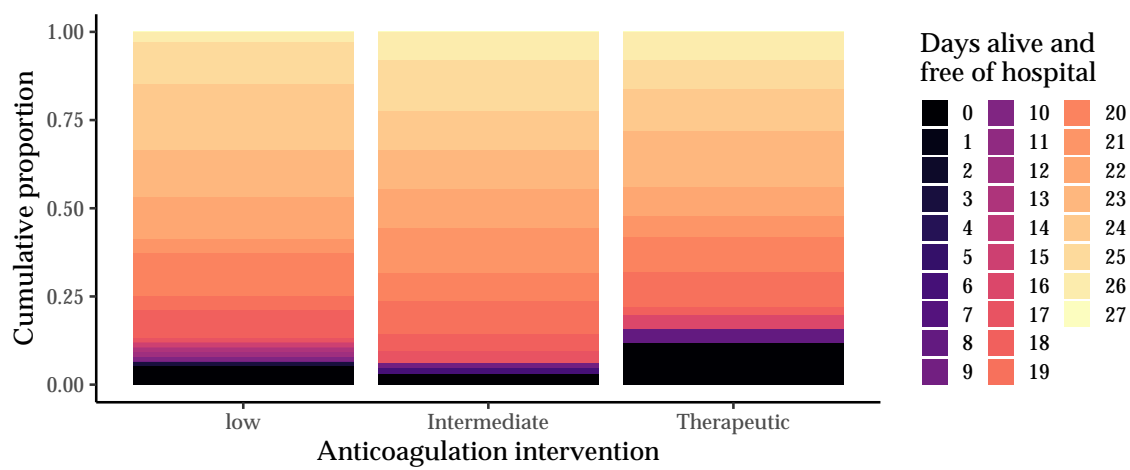 1.00
0.75
0.50
0.25
0.00
Cumulative proportion
low
Intermediate
Therapeutic
Anticoagulation intervention
Days alive and
free of hospital
0 10 20
1 11 21
2 12 22
3 13 23
4 14 24
5 15 25
6 16 26
7 17 27
8 18
9 19